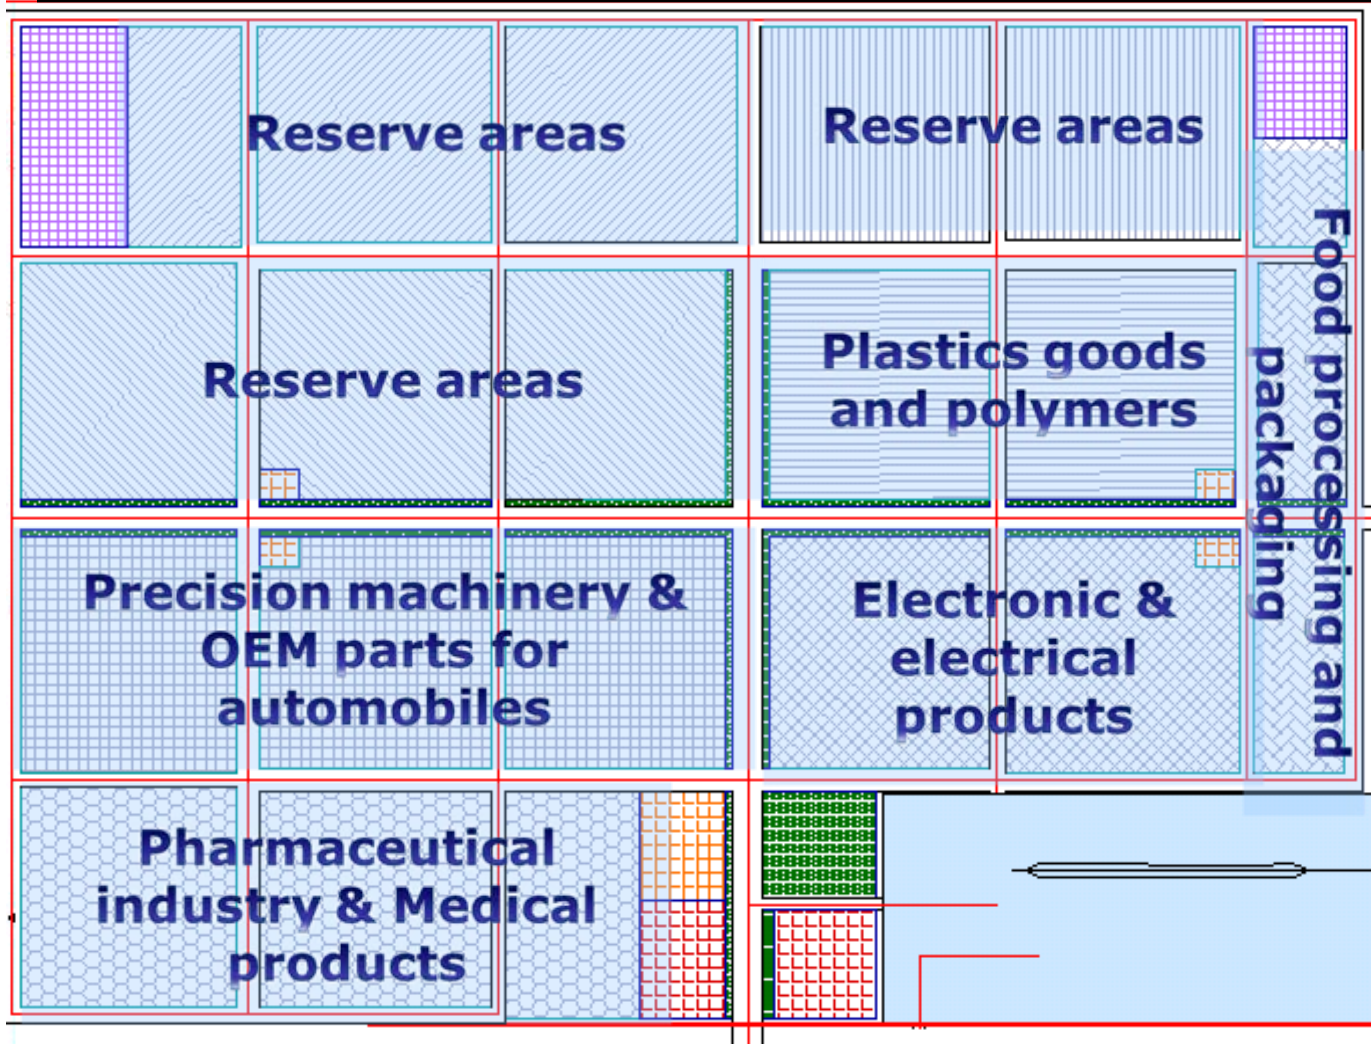 Reserve areas
Reserve areas
Reserve areas
Plastics goods
and polymers
Food processing and
packaging
Precision machinery &
OEM parts for
automobiles
Electronic &
electrical
products
Pharmaceutical
industry & Medical
products